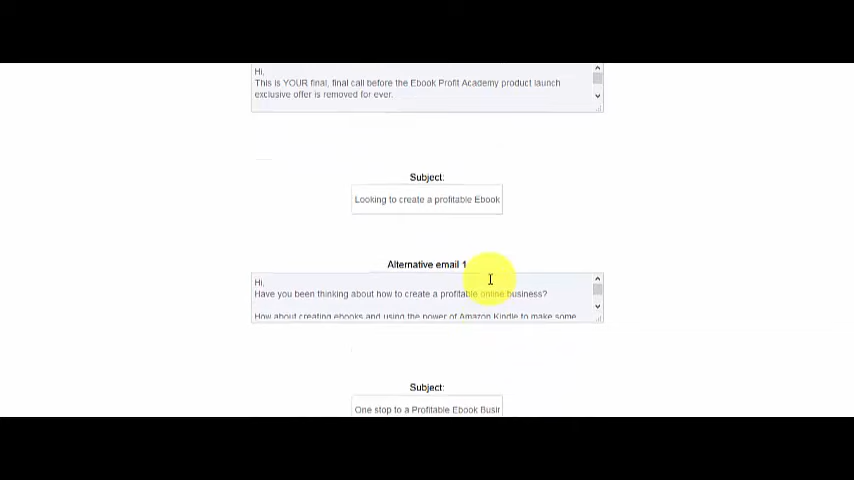 Hi,
This is YOUR final, final call before the Ebook Profit Academy product launch
exclusive offer is removed for ever.
Subject:
Looking to create a profitable Ebook
Alternative email 1
Hi,
Have you been thinking about how to create a profitable online business?
How about creating ebooks and using the power of Amazon Kindle to make some
Subject:
One stop to a Profitable Ebook Busir